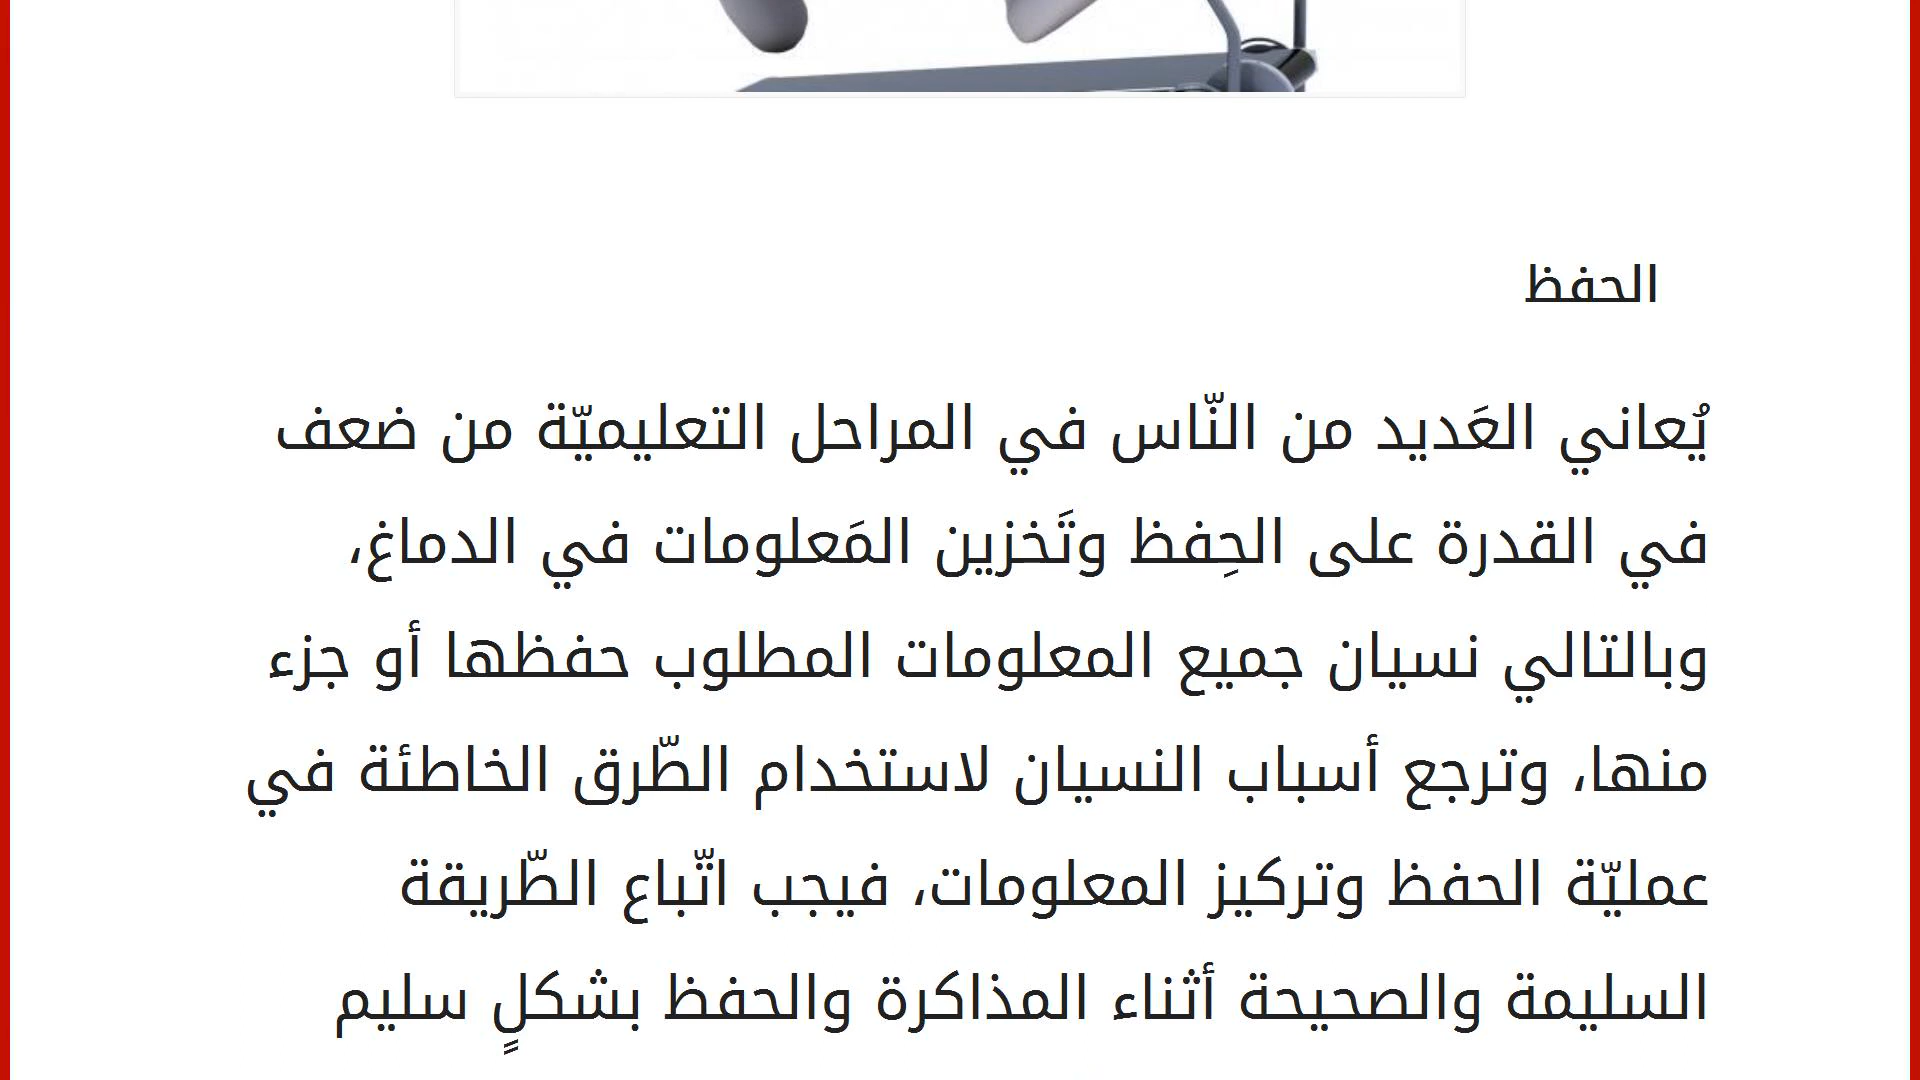 الحفظ
يُعاني العَديد من النّاس في المراحل التعليميّة من ضعف
في القدرة على الحِفظ وتَخزين المَعلومات في الدماغ،
وبالتالي نسيان جميع المعلومات المطلوب حفظها أو جزء
منها، وترجع أسباب النسيان لاستخدام الطّرق الخاطئة في
عمليّة الحفظ وتركيز المعلومات، فيجب اتّباع الطّريقة
السليمة والصحيحة أثناء المذاكرة والحفظ بشكلٍ سليم